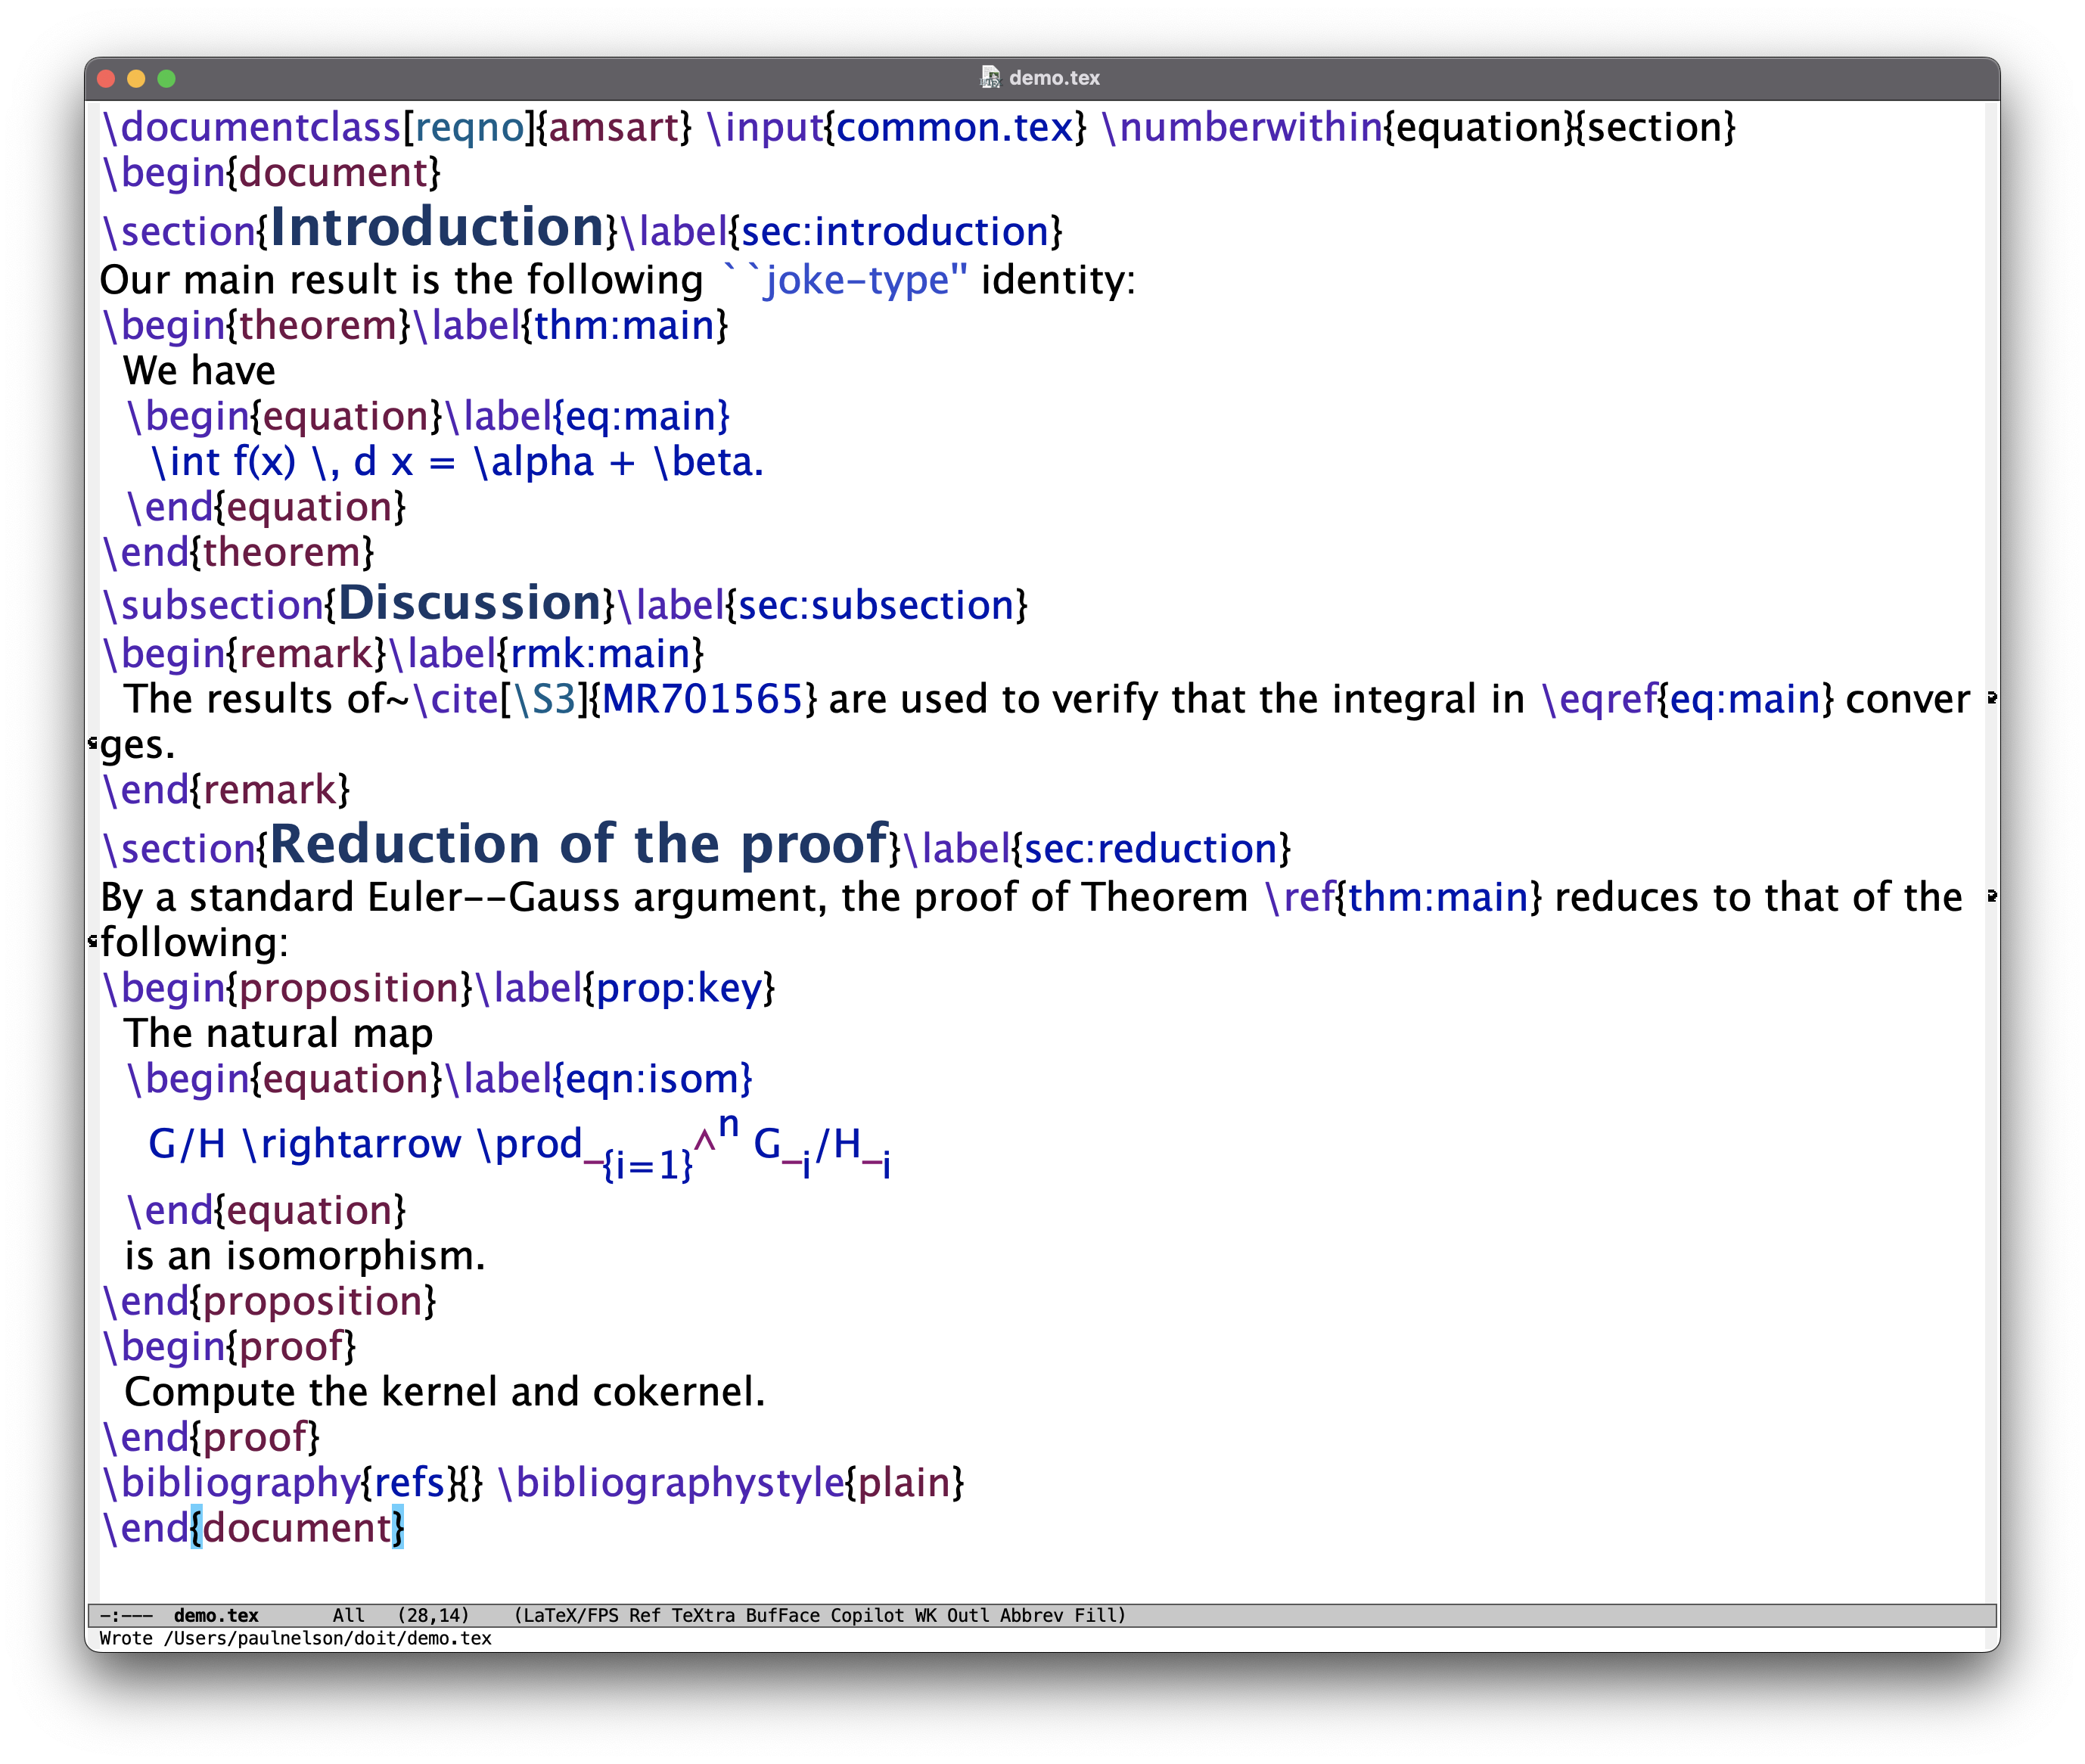 demo.tex
\documentclass[reqno]{amsart} \input{common.tex} \numberwithin{equation}{section}
\begin{document}
\section{Introduction}\label{sec:introduction}
Our main result is the following ``joke-type" identity:
\begin{theorem}\label{thm:main}
We have
\begin{equation}\label{eq:main}
\int f(x) \, d x = \alpha + \beta.
\end{equation}
\end{theorem}
\subsection{Discussion}\label{sec:subsection}
\begin{remark}\label{rmk:main}
The results of~\cite[\S3]{MR701565} are used to verify that the integral in \eqref{eq:main} conver
ges.
\end{remark}
\section{Reduction of the proof}\label{sec:reduction}
By a standard Euler--Gauss argument, the proof of Theorem \ref{thm:main} reduces to that of the
following:
\begin{proposition}\label{prop:key}
The natural map
\begin{equation}\label{eqn:isom}
G/H \rightarrow \prod_{i=1}^n G_i/H_i
\end{equation}
is an isomorphism.
\end{proposition}
\begin{proof}
Compute the kernel and cokernel.
\end{proof}
\bibliography{refs}{} \bibliographystyle{plain}
\end{document}
-:--- demo.tex All (28,14) (LaTeX/FPS Ref TeXtra BufFace Copilot WK Outl Abbrev Fill)
Wrote /Users/paulnelson/doit/demo.tex